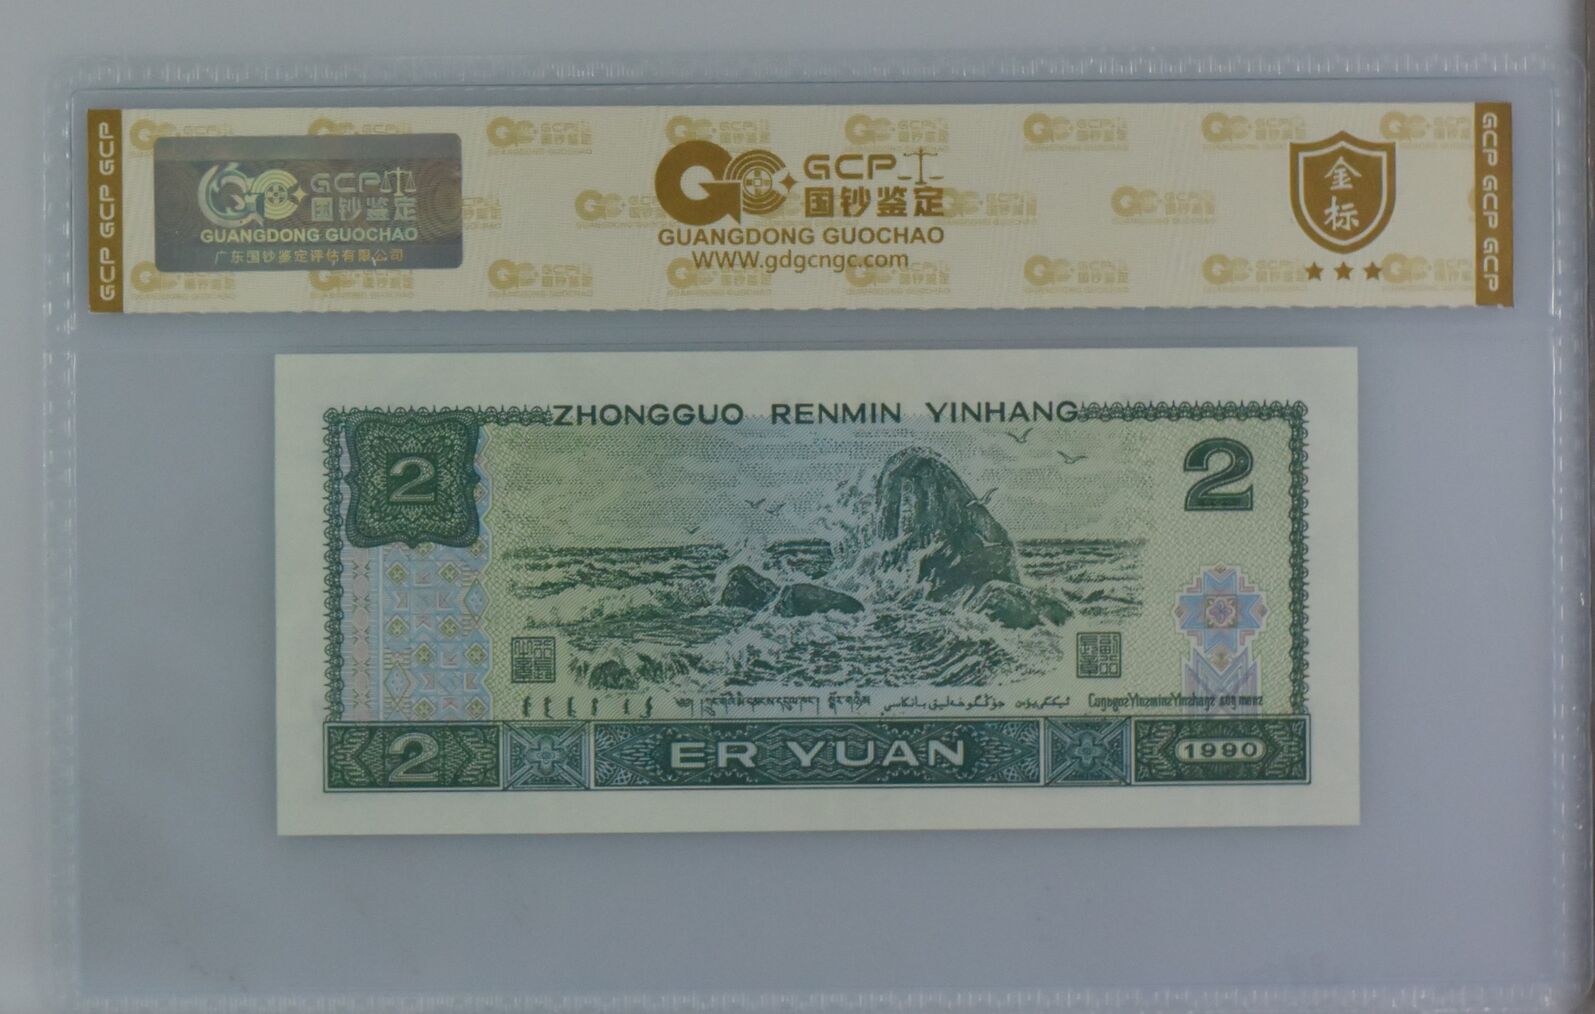 GCP GCP GCP
GCP
国钞鉴定
GUANGDONG GUOCHAO
广东国钞鉴定评估有限公司
GCP
国钞鉴定
GUANGDONG GUOCHAO
WWW.gdgcngc.com
金标
GCP GCP GCP
ZHONGGUO RENMIN YINHANG
2
2
2
ER YUAN
1990